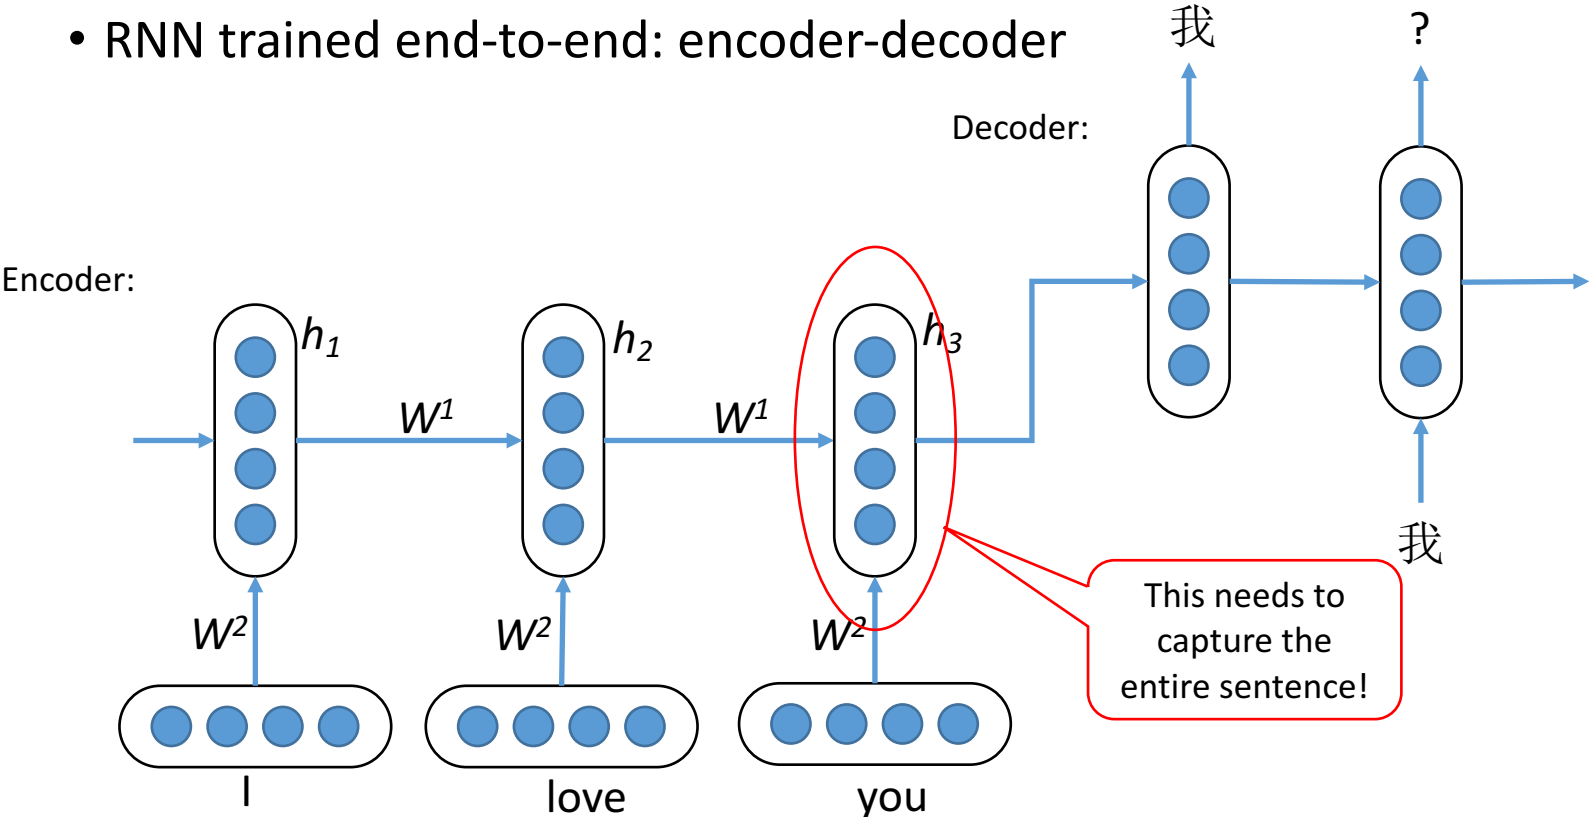 • RNN trained end-to-end: encoder-decoder
我
?
Decoder:
Encoder:
h1
h2
h3
W1
W1
我
This needs to
capture the
entire sentence!
W2
W2
W2
I
love
you